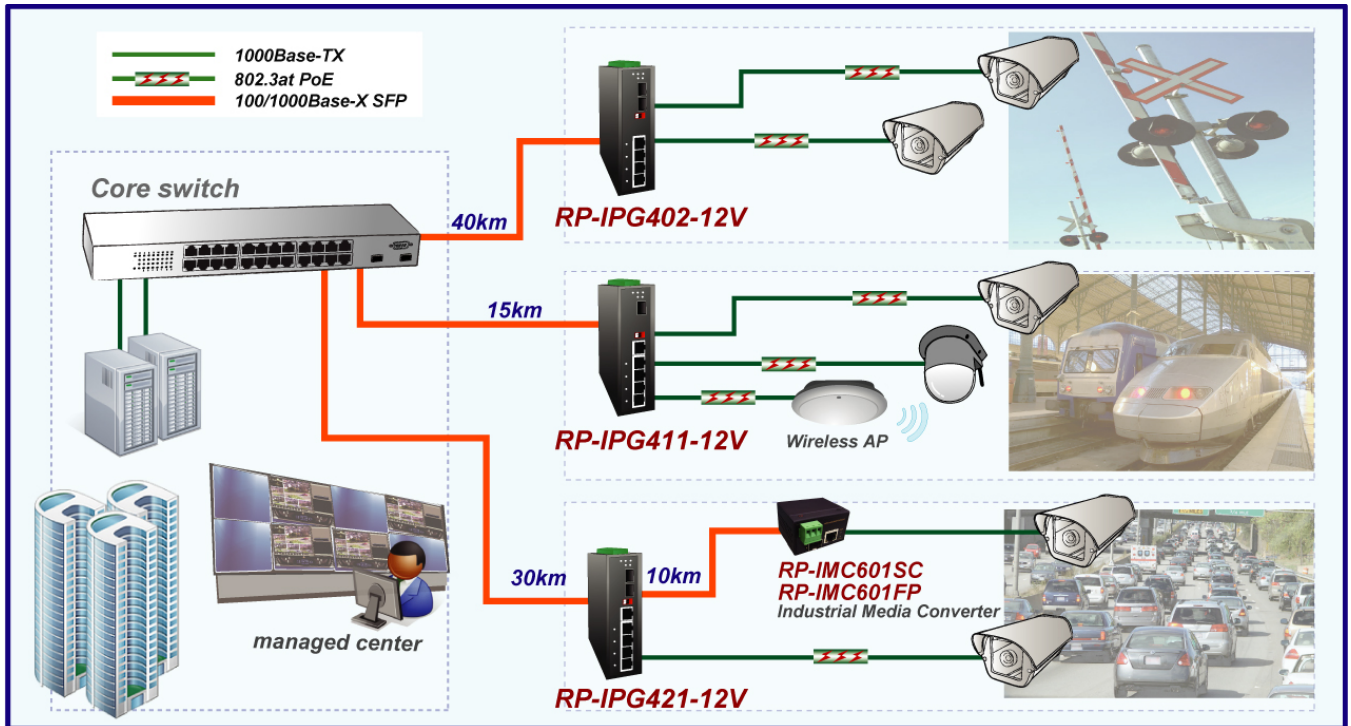 1000Base-TX
802.3at PoE
100/1000Base-X SFP
Core switch
40km
RP-IPG402-12V
15km
RP-IPG411-12V
Wireless AP
30km
10km
RP-IMC601SC
RP-IMC601FP
Industrial Media Converter
managed center
RP-IPG421-12V